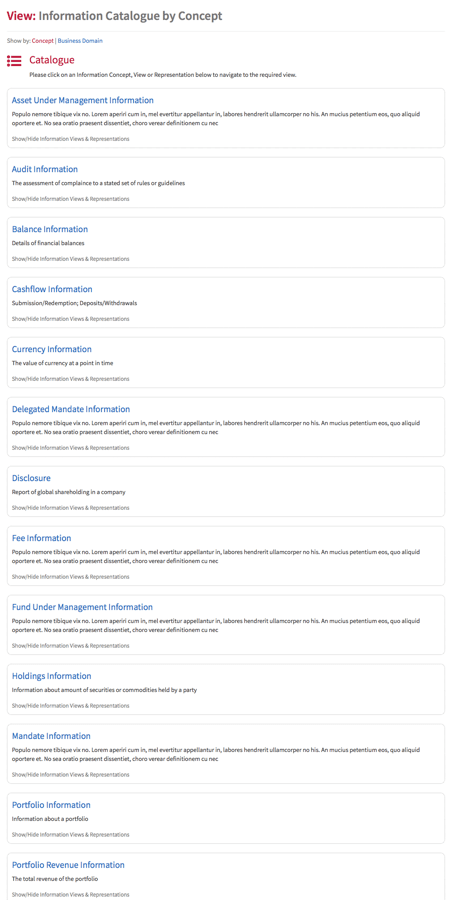 View: Information Catalogue by Concept
Show by: Concept | Business Domain
Catalogue
Please click on an Information Concept, View or Representation below to navigate to the required view.
Asset Under Management Information
Populo nemore tibique vix no. Lorem aperiri cum in, mel evertitur appellantur in, labores hendrerit ullamcorper no his. An mucius petentium eos, quo aliquid
oportere et. No sea oratio praesent dissentiet, choro verear definitionem cu nec
Show/Hide Information Views & Representations
Audit Information
The assessment of complaince to a stated set of rules or guidelines
Show/Hide Information Views & Representations
Balance Information
Details of financial balances
Show/Hide Information Views & Representations
Cashflow Information
Submission/Redemption; Deposits/Withdrawals
Show/Hide Information Views & Representations
Currency Information
The value of currency at a point in time
Show/Hide Information Views & Representations
Delegated Mandate Information
Populo nemore tibique vix no. Lorem aperiri cum in, mel evertitur appellantur in, labores hendrerit ullamcorper no his. An mucius petentium eos, quo aliquid
oportere et. No sea oratio praesent dissentiet, choro verear definitionem cu nec
Show/Hide Information Views & Representations
Disclosure
Report of global shareholding in a company
Show/Hide Information Views & Representations
Fee Information
Populo nemore tibique vix no. Lorem aperiri cum in, mel evertitur appellantur in, labores hendrerit ullamcorper no his. An mucius petentium eos, quo aliquid
oportere et. No sea oratio praesent dissentiet, choro verear definitionem cu nec
Show/Hide Information Views & Representations
Fund Under Management Information
Populo nemore tibique vix no. Lorem aperiri cum in, mel evertitur appellantur in, labores hendrerit ullamcorper no his. An mucius petentium eos, quo aliquid
oportere et. No sea oratio praesent dissentiet, choro verear definitionem cu nec
Show/Hide Information Views & Representations
Holdings Information
Information about amount of securities or commodities held by a party
Show/Hide Information Views & Representations
Mandate Information
Populo nemore tibique vix no. Lorem aperiri cum in, mel evertitur appellantur in, labores hendrerit ullamcorper no his. An mucius petentium eos, quo aliquid
oportere et. No sea oratio praesent dissentiet, choro verear definitionem cu nec
Show/Hide Information Views & Representations
Portfolio Information
Information about a portfolio
Show/Hide Information Views & Representations
Portfolio Revenue Information
The total revenue of the portfolio
Show/Hide Information Views & Representations